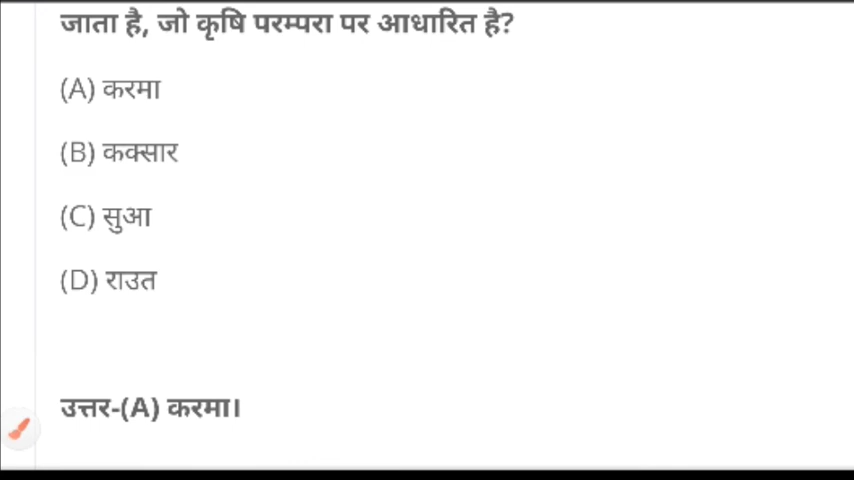 जाता है, जो कृषि परम्परा पर आधारित है?
(A) करमा
(B) कक्सार
(C) सुआ
(D) राउत
उत्तर-(A) करमा।